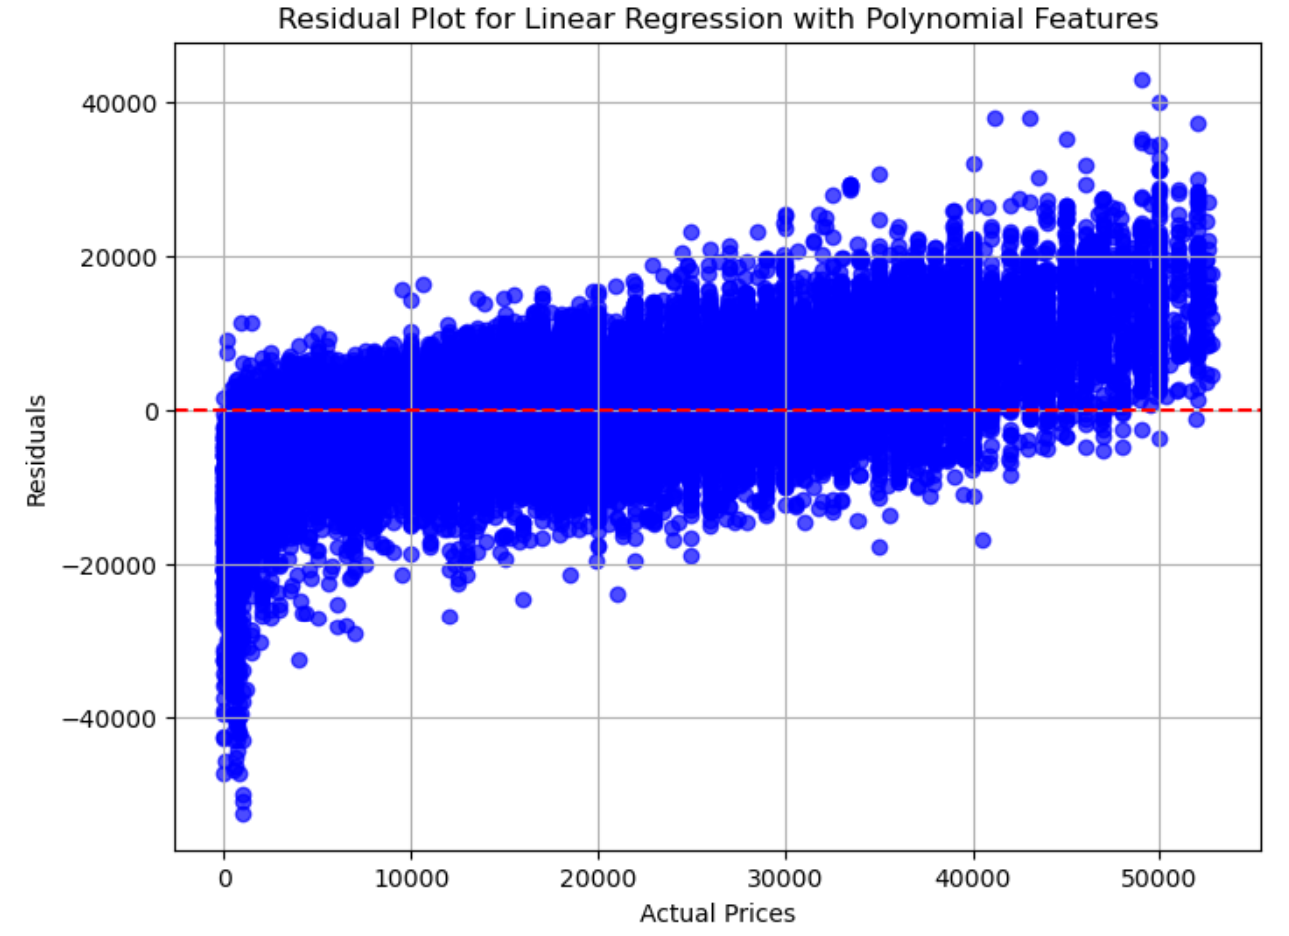 Residual Plot for Linear Regression with Polynomial Features
40000
20000
0
−20000
−40000
Residuals
0 10000 20000 30000 40000 50000
Actual Prices